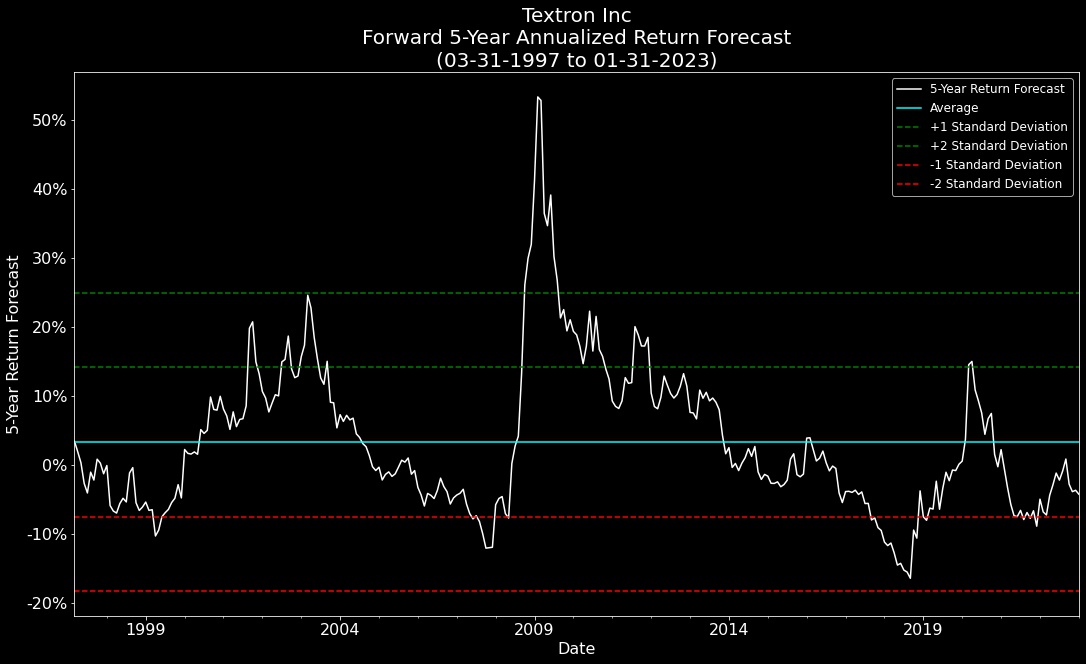 Textron Inc
Forward 5-Year Annualized Return Forecast
(03-31-1997 to 01-31-2023)
5-Year Return Forecast
Average
+1 Standard Deviation
+2 Standard Deviation
-1 Standard Deviation
-2 Standard Deviation
5-Year Return Forecast
50%
40%
30%
20%
10%
0%
-10%
-20%
1999 2004 2009 2014 2019
Date